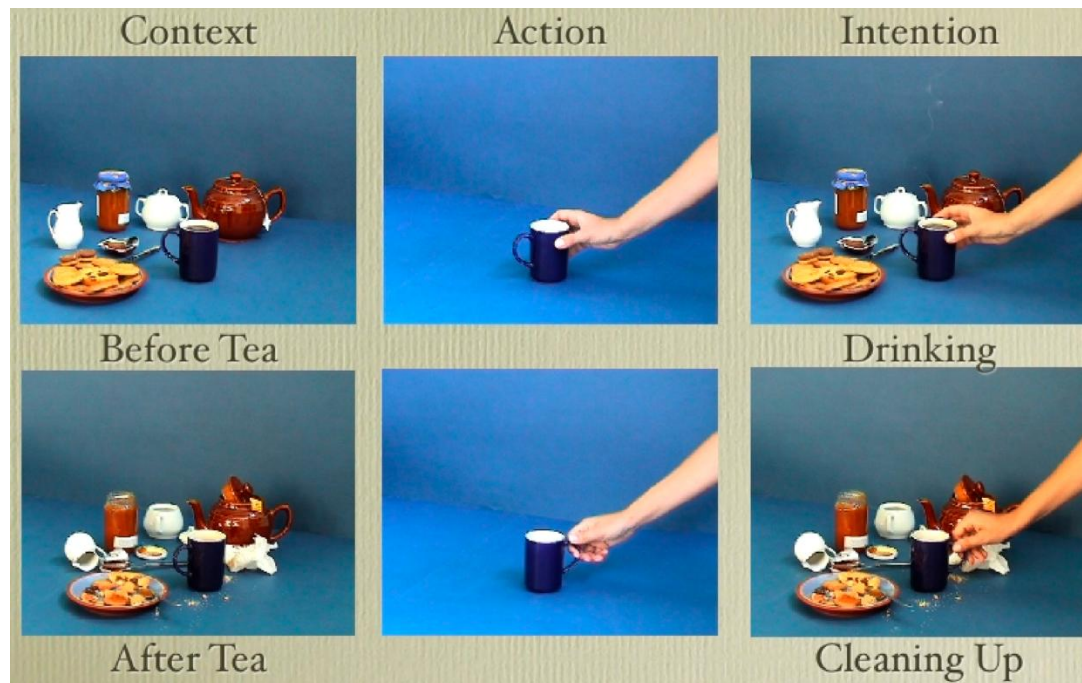 Context
Action
Intention
Before Tea
Drinking
After Tea
Cleaning Up